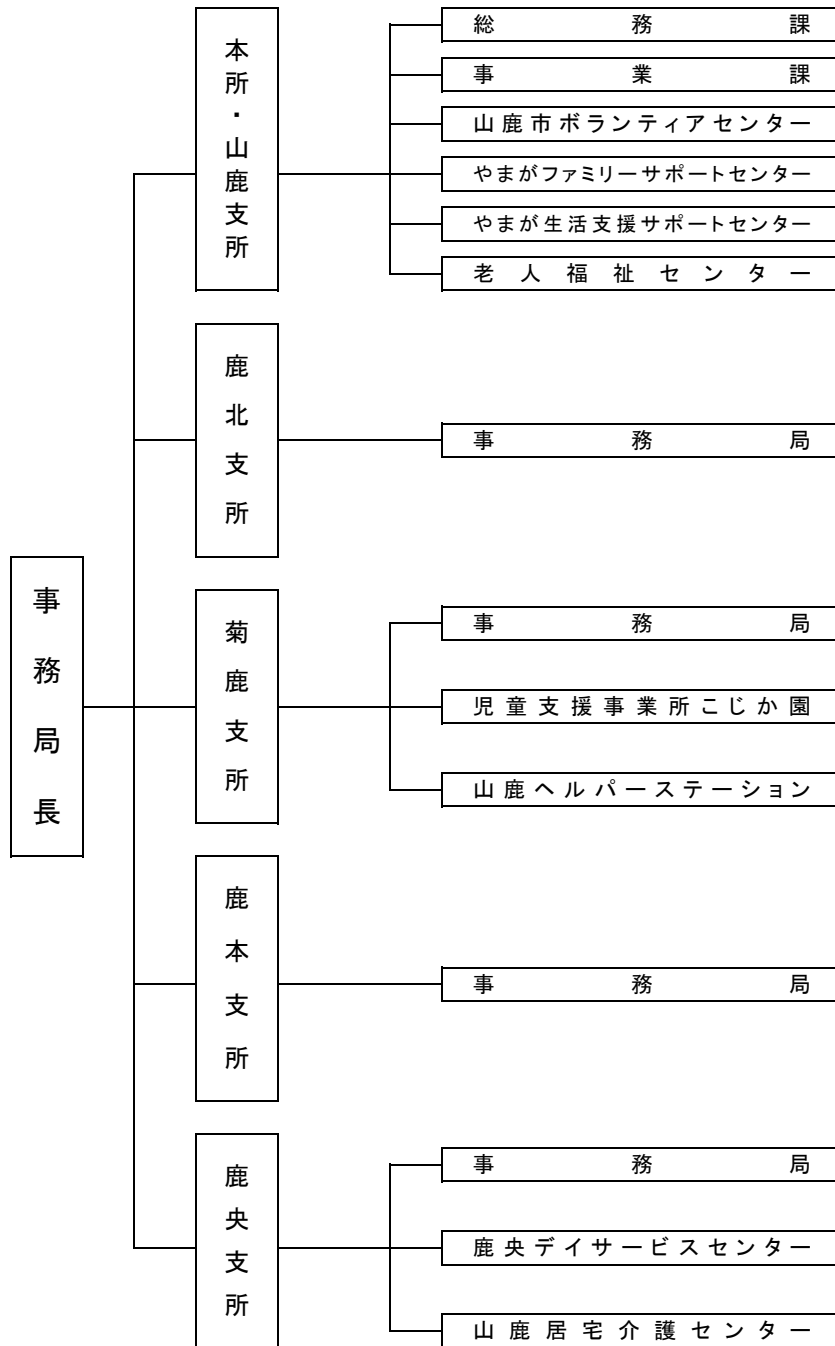 事務局長
本所・山鹿支所
総務課
事業課
山鹿市ボランティアセンター
やまがファミリーサポートセンター
やまが生活支援サポートセンター
老人福祉センター
鹿北支所
事務局
菊鹿支所
事務局
児童支援事業所こじか園
山鹿ヘルパーステーション
鹿本支所
事務局
鹿央支所
事務局
鹿央デイサービスセンター
山鹿居宅介護センター